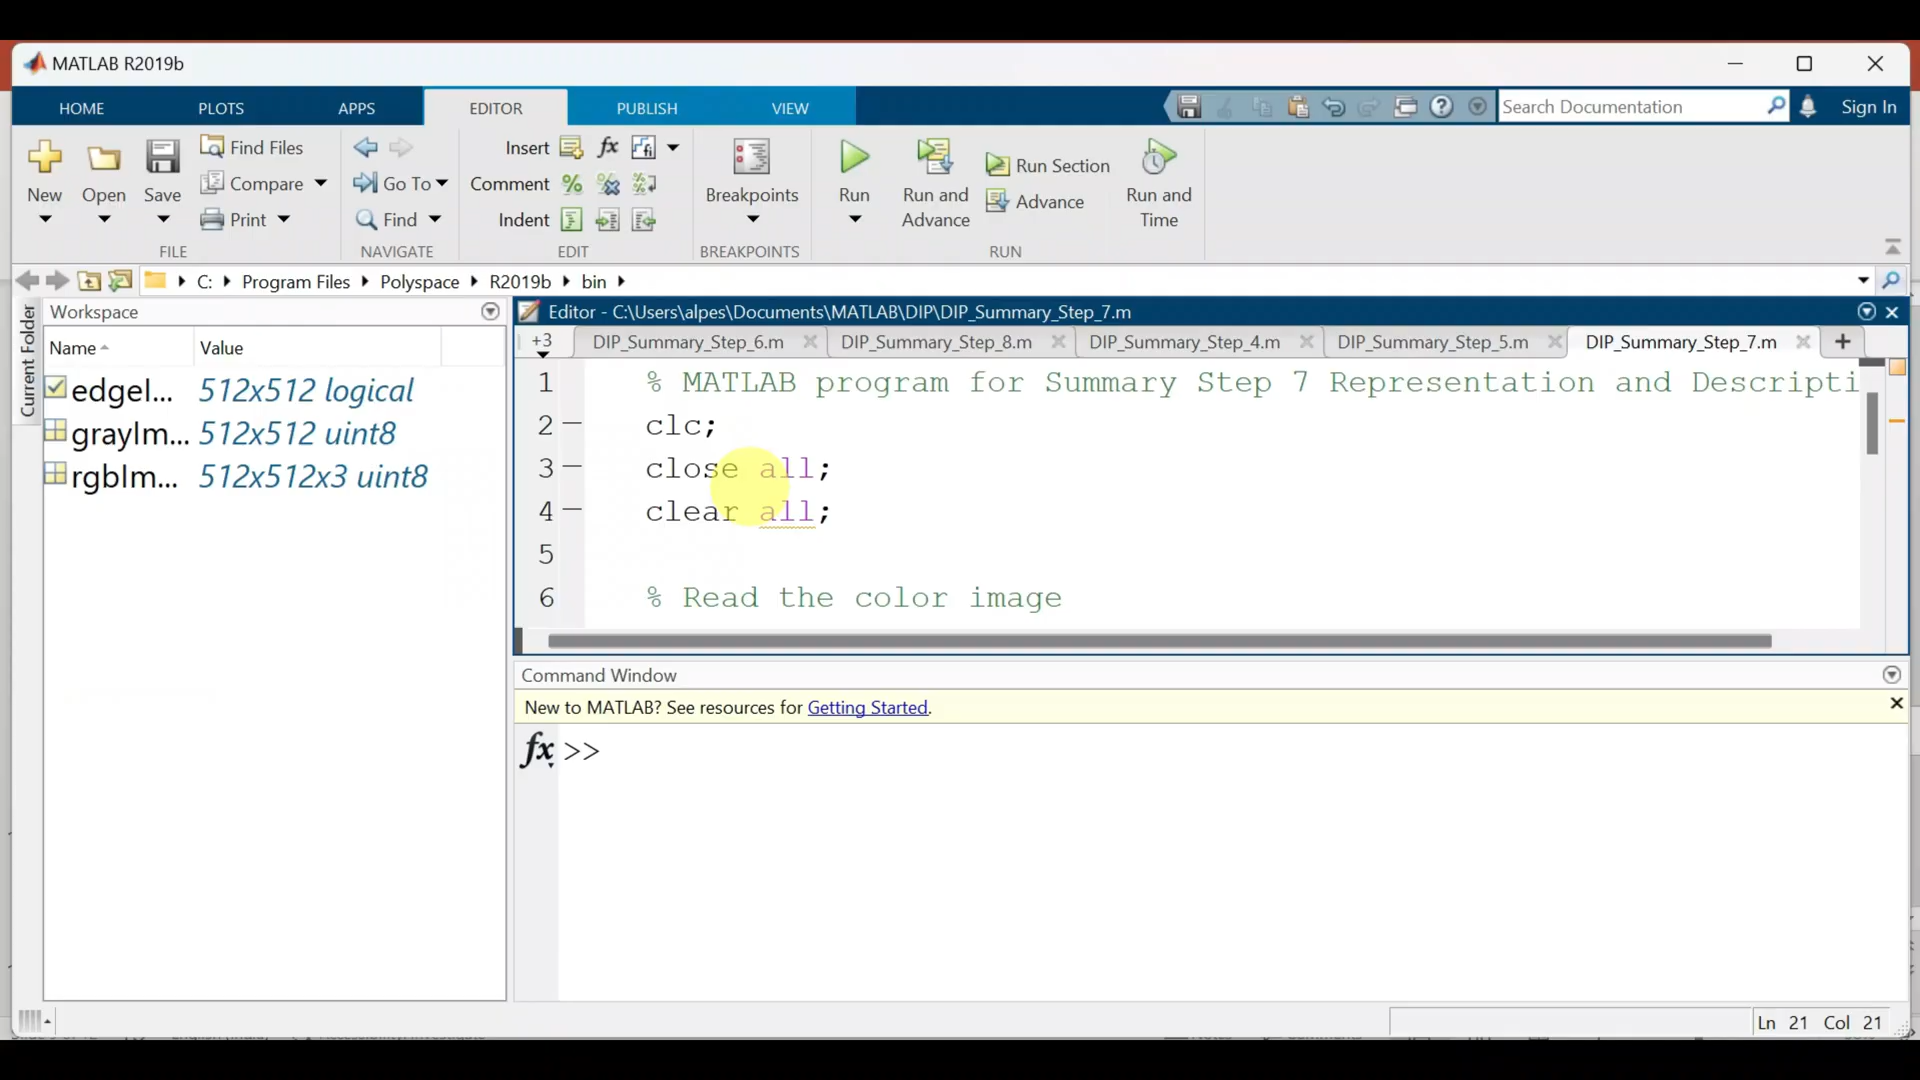 MATLAB R2019b
HOME PLOTS APPS EDITOR PUBLISH VIEW Search Documentation Sign In
New Open Save Find Files Compare Print
FILE
Go To Find
NAVIGATE
Insert fx
Comment
Indent
EDIT
Breakpoints
BREAKPOINTS
Run Run and Advance Run Section Advance Run and Time
RUN
C: Program Files Polyspace R2019b bin
Current Folder
Workspace
Name Value
edgeI... 512x512 logical
grayIm... 512x512 uint8
rgbIm... 512x512x3 uint8
Editor - C:\Users\alpes\Documents\MATLAB\DIP\DIP_Summary_Step_7.m
+3 DIP_Summary_Step_6.m DIP_Summary_Step_8.m DIP_Summary_Step_4.m DIP_Summary_Step_5.m DIP_Summary_Step_7.m
1 % MATLAB program for Summary Step 7 Representation and Descripti
2 clc;
3 close all;
4 clear all;
5
6 % Read the color image
Command Window
New to MATLAB? See resources for Getting Started.
fx >>
Ln 21 Col 21